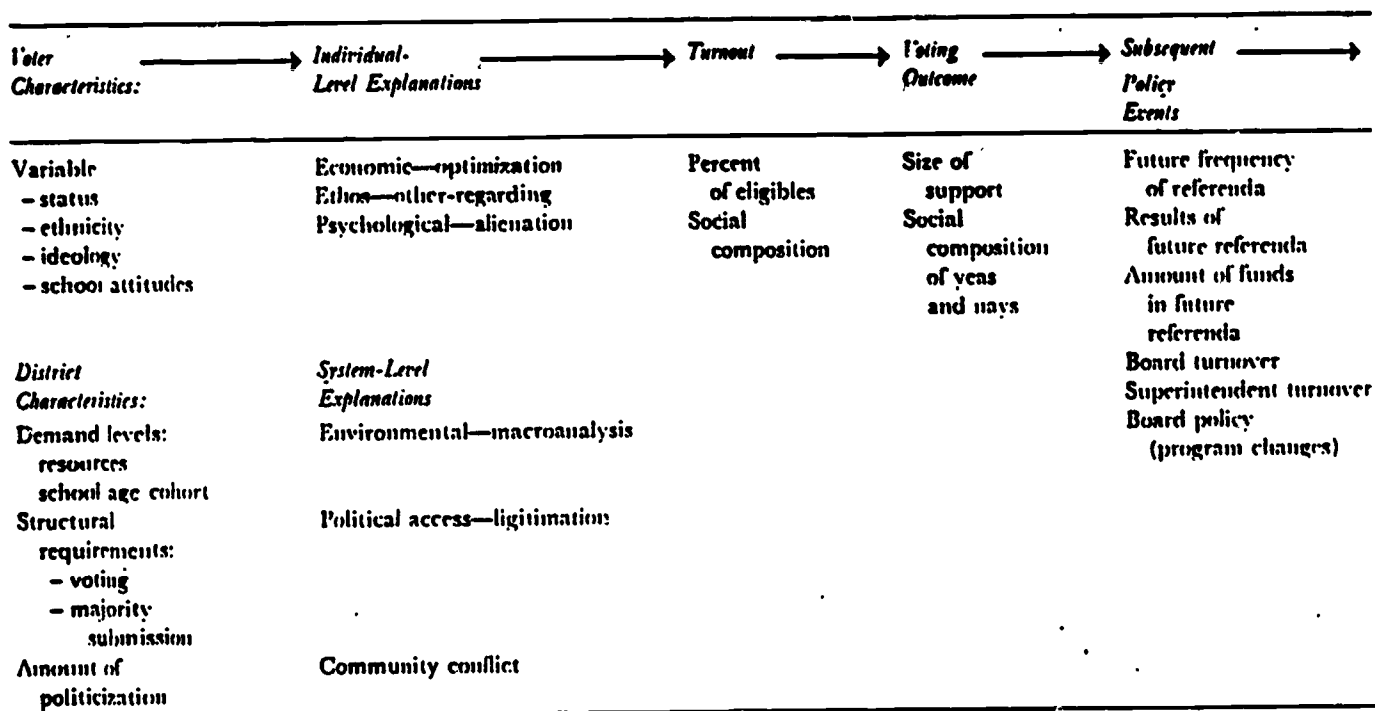 Voter
Characteristics:
Individual-
Level Explanations
Turnout
Voting
Outcome
Subsequent
Policy
Events
Variable
– status
– ethnicity
– ideology
– school attitudes
Economic—optimization
Ethos—other-regarding
Psychological—alienation
Percent
of eligibles
Social
composition
Size of
support
Social
composition
of yeas
and nays
Future frequency
of referenda
Results of
future referenda
Amount of funds
in future
referenda
Board turnover
Superintendent turnover
Board policy
(program changes)
District
Characteristics:
System-Level
Explanations
Demand levels:
resources
school age cohort
Environmental—macroanalysis
Structural
requirements:
– voting
– majority
submission
Political access—ligitimation
Amount of
politicization
Community conflict